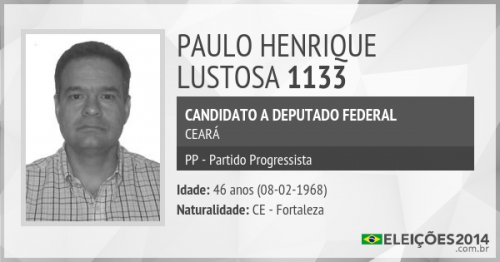 PAULO HENRIQUE
LUSTOSA 1133
CANDIDATO A DEPUTADO FEDERAL
CEARÁ
PP - Partido Progressista
Idade: 46 anos (08-02-1968)
Naturalidade: CE - Fortaleza
ELEIÇÕES2014
.com.br